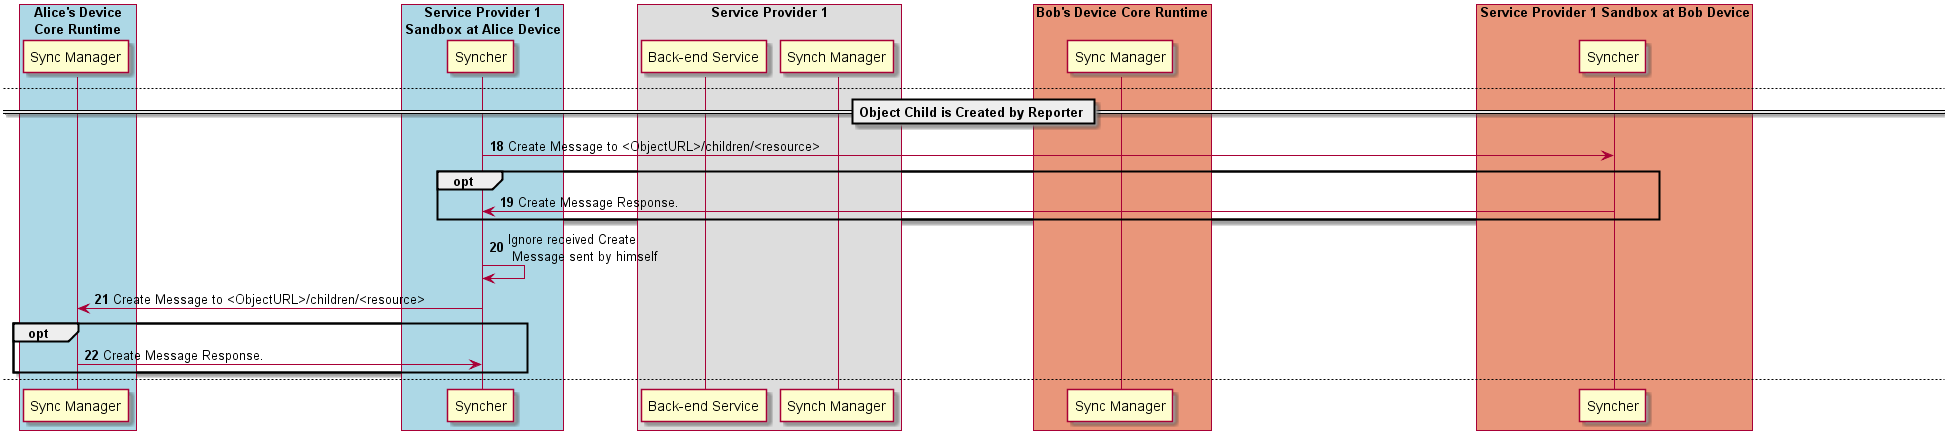 Alice's Device
Core Runtime
Service Provider 1
Sandbox at Alice Device
Service Provider 1
Bob's Device Core Runtime
Service Provider 1 Sandbox at Bob Device
Sync Manager
Syncher
Back-end Service
Synch Manager
Sync Manager
Syncher
Object Child is Created by Reporter
18 Create Message to <ObjectURL>/children/<resource>
opt
19 Create Message Response.
20 Ignore received Create
Message sent by himself
21 Create Message to <ObjectURL>/children/<resource>
opt
22 Create Message Response.
Sync Manager
Syncher
Back-end Service
Synch Manager
Sync Manager
Syncher